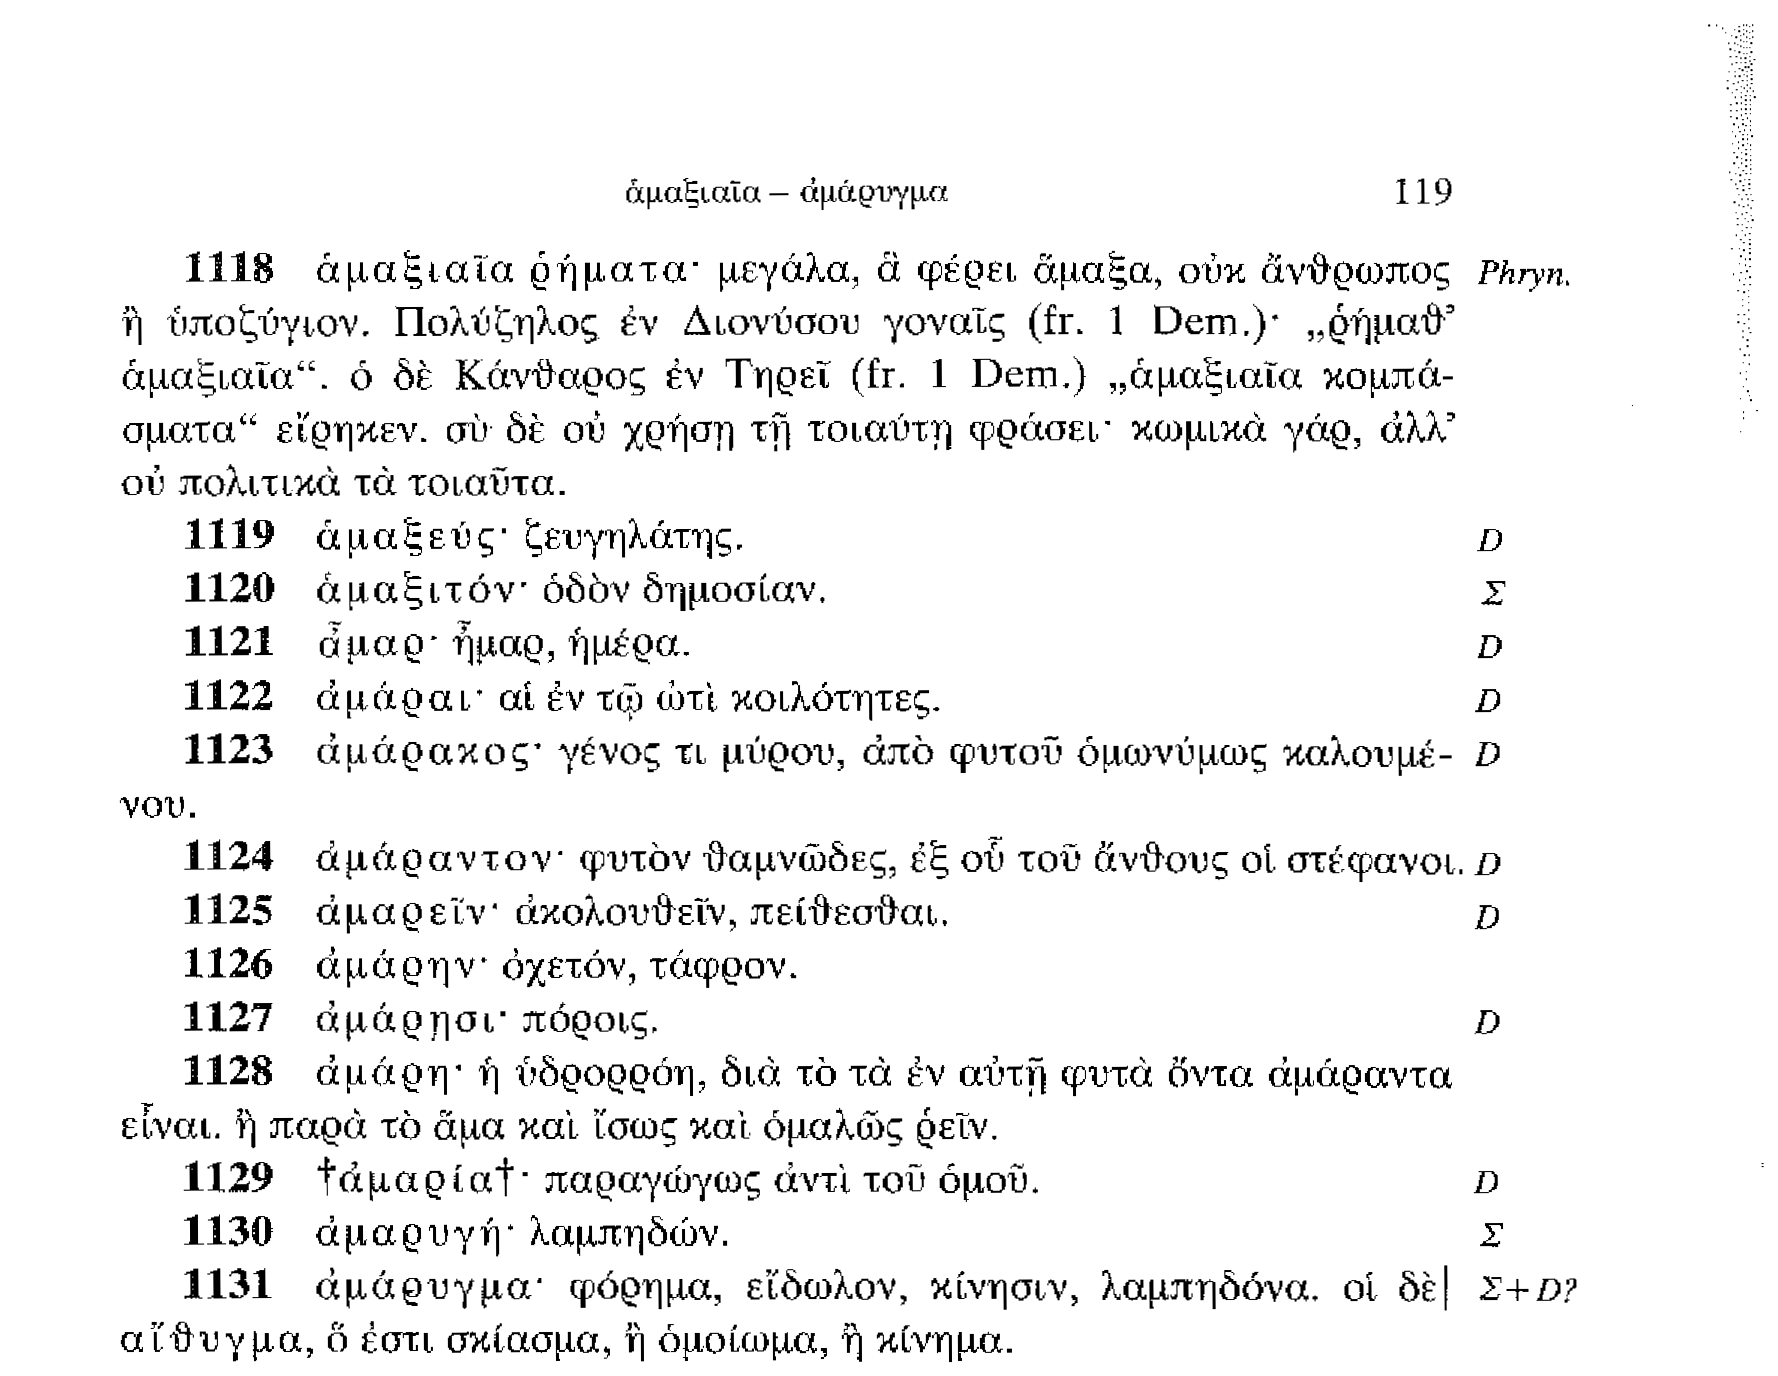 ἁμαξιαῖα – ἀμάρυγμα 119
1118 ἁμαξιαῖα ῥήματα· μεγάλα, ἃ φέρει ἅμαξα, οὐκ ἄνθρωπος Phryn.
ἢ ὑποζύγιον. Πολύζηλος ἐν Διονύσου γοναῖς (fr. 1 Dem.)· „ῥήμαθ’
ἁμαξιαῖα“. ὁ δὲ Κάνθαρος ἐν Τηρεῖ (fr. 1 Dem.) „ἁμαξιαῖα κομπά-
σματα“ εἴρηκεν. σὺ δὲ οὐ χρήσῃ τῇ τοιαύτῃ φράσει· κωμικὰ γάρ, ἀλλ’
οὐ πολιτικὰ τὰ τοιαῦτα.
1119 ἁμαξεύς· ζευγηλάτης. D
1120 ἁμαξιτόν· ὁδὸν δημοσίαν. Σ
1121 ἆμαρ· ἦμαρ, ἡμέρα. D
1122 ἀμάραι· αἱ ἐν τῷ ὠτὶ κοιλότητες. D
1123 ἀμάρακος· γένος τι μύρου, ἀπὸ φυτοῦ ὁμωνύμως καλουμέ- D
νου.
1124 ἀμάραντον· φυτὸν θαμνῶδες, ἐξ οὗ τοῦ ἄνθους οἱ στέφανοι. D
1125 ἁμαρεῖν· ἀκολουθεῖν, πείθεσθαι. D
1126 ἀμάρην· ὀχετόν, τάφρον.
1127 ἀμάρῃσι· πόροις. D
1128 ἀμάρη· ἡ ὑδρορρόη, διὰ τὸ τὰ ἐν αὐτῇ φυτὰ ὄντα ἀμάραντα
εἶναι. ἢ παρὰ τὸ ἅμα καὶ ἴσως καὶ ὁμαλῶς ῥεῖν.
1129 †ἁμαρία†· παραγώγως ἀντὶ τοῦ ὁμοῦ. D
1130 ἀμαρυγή· λαμπηδών. Σ
1131 ἀμάρυγμα· φόρημα, εἴδωλον, κίνησιν, λαμπηδόνα. οἱ δὲ| Σ+D?
αἴθυγμα, ὅ ἐστι σκίασμα, ἢ ὁμοίωμα, ἢ κίνημα.